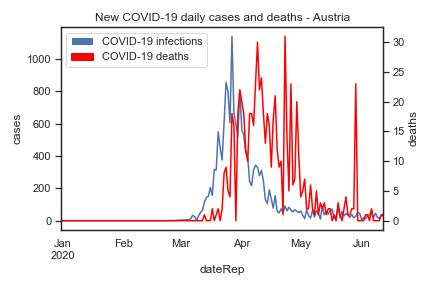 New COVID-19 daily cases and deaths - Austria
COVID-19 infections
COVID-19 deaths
1000
800
600
400
200
0
cases
30
25
20
15
10
5
0
deaths
Jan
2020
Feb
Mar
Apr
May
Jun
dateRep